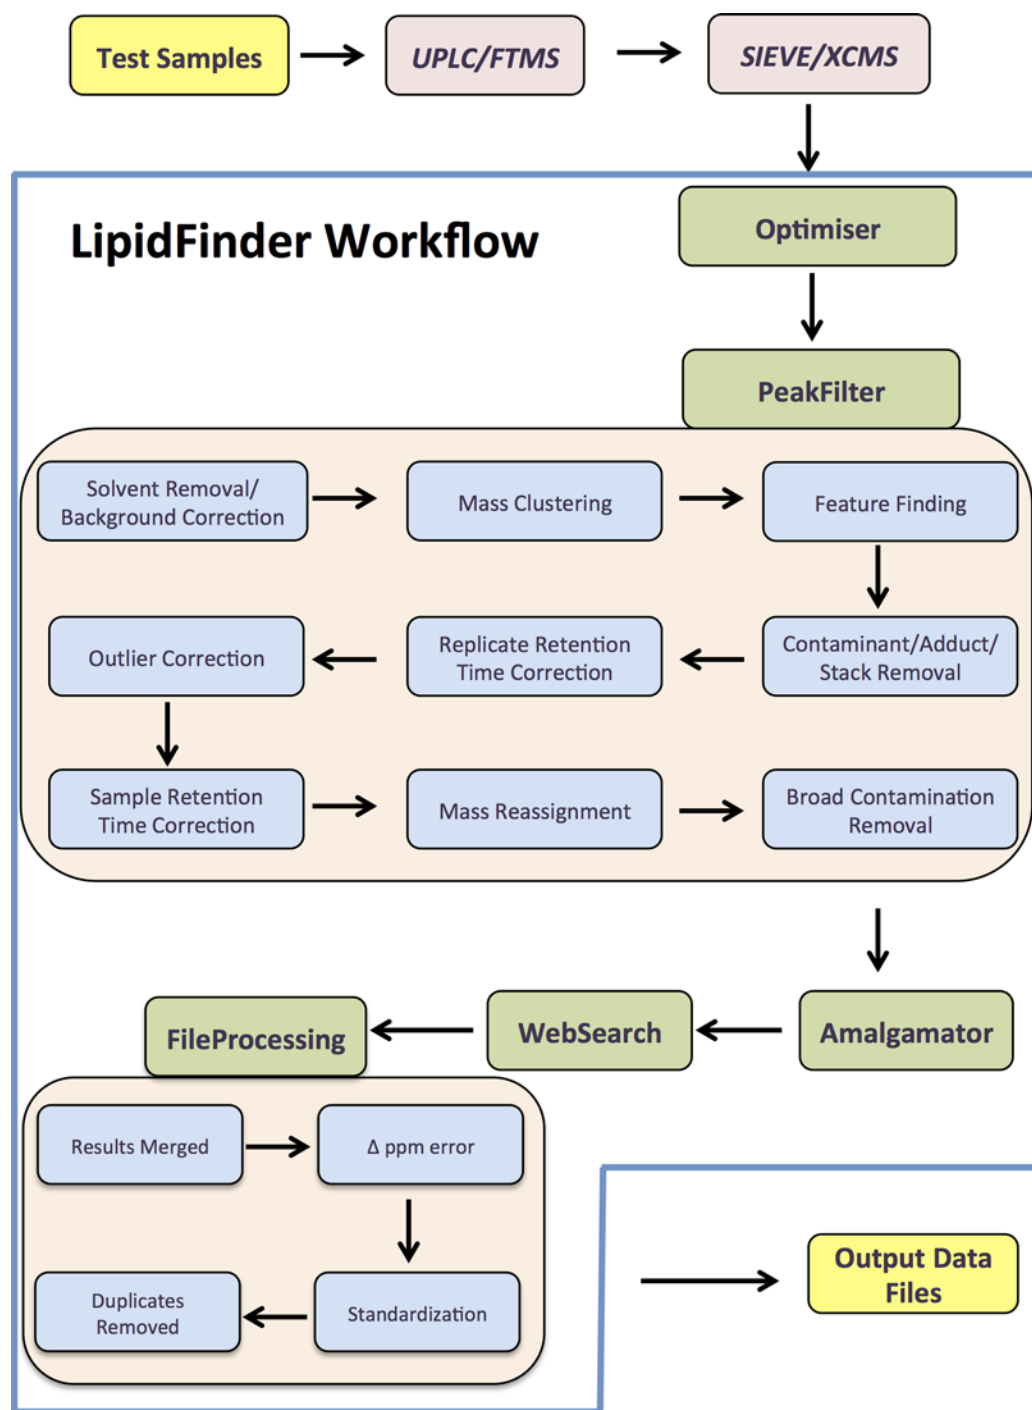 Test Samples
UPLC/FTMS
SIEVE/XCMS
LipidFinder Workflow
Optimiser
PeakFilter
Solvent Removal/
Background Correction
Mass Clustering
Feature Finding
Outlier Correction
Replicate Retention
Time Correction
Contaminant/Adduct/
Stack Removal
Sample Retention
Time Correction
Mass Reassignment
Broad Contamination
Removal
FileProcessing
WebSearch
Amalgamator
Results Merged
Δ ppm error
Duplicates
Removed
Standardization
Output Data
Files